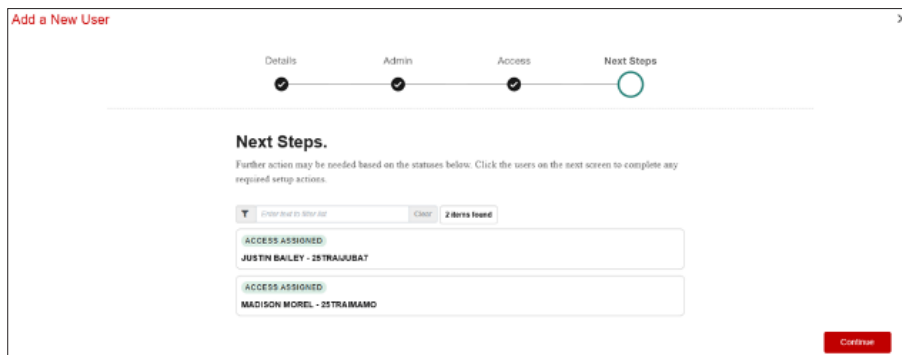 Add a New User
X
Details
Admin
Access
Next Steps
Next Steps.
Further action may be needed based on the statuses below. Click the users on the next screen to complete any
required setup actions.
Enter text to filter list
Clear
2 items found
ACCESS ASSIGNED
JUSTIN BAILEY - 25TRAIJUBAT
ACCESS ASSIGNED
MADISON MOREL - 25TRAIMAMO
Continue